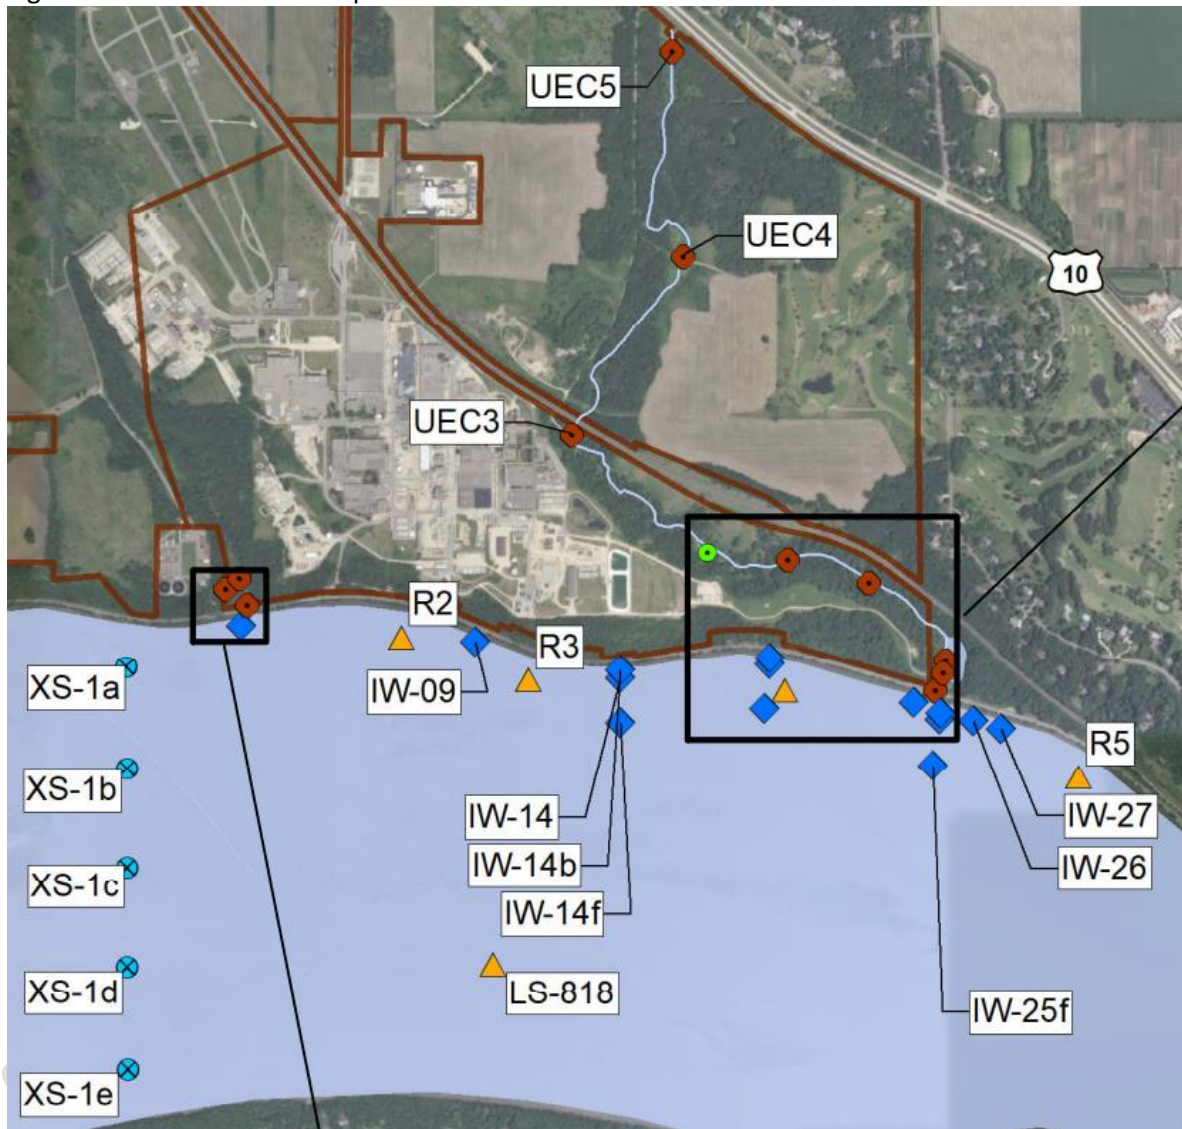 UEC5
UEC4
10
UEC3
R2
R3
XS-1a
IW-09
R5
XS-1b
IW-14
IW-27
IW-14b
IW-26
XS-1c
IW-14f
XS-1d
LS-818
IW-25f
XS-1e